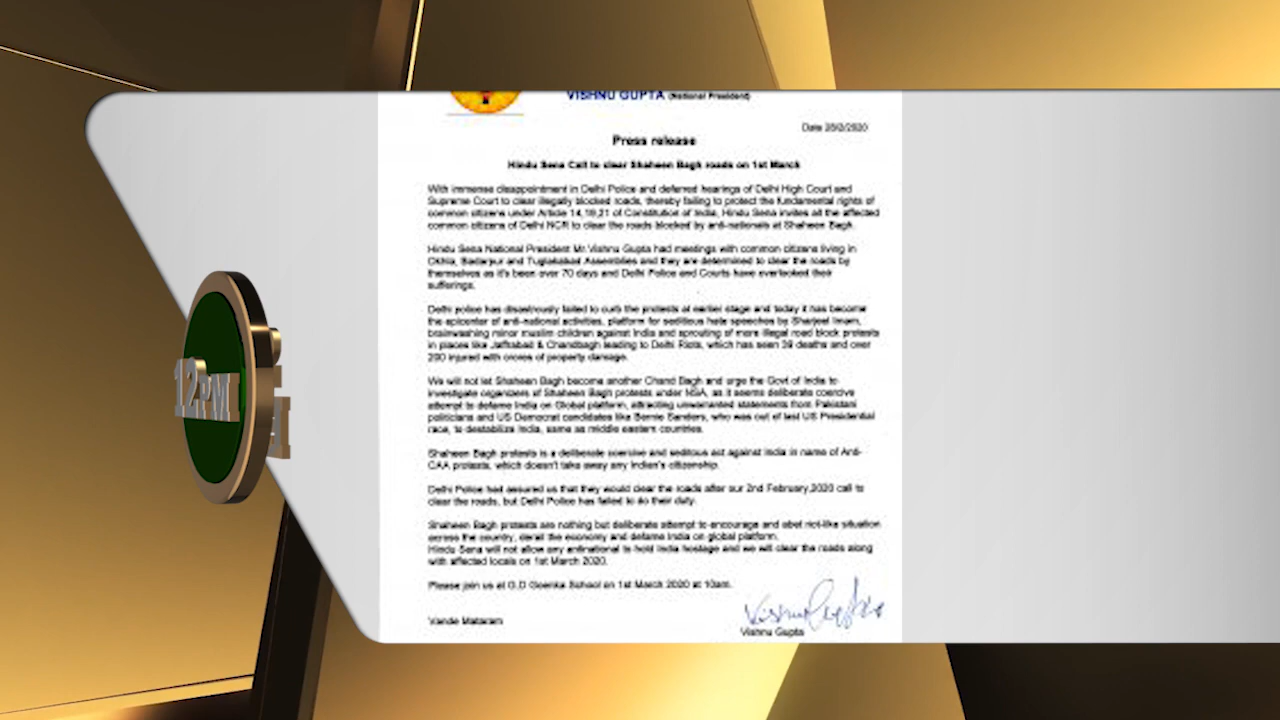 VISHNU GUPTA (National President)
Date 28/2/2020
Press release
Hindu Sena Call to clear Shaheen Bagh roads on 1st March
With immense disappointment in Delhi Police and deferred hearings of Delhi High Court and
Supreme Court to clear illegally blocked roads, thereby failing to protect the fundamental rights of
common citizens under Article 14,19,21 of Constitution of India, Hindu Sena invites all the affected
common citizens of Delhi NCR to clear the roads blocked by anti-nationals at Shaheen Bagh.
Hindu Sena National President Mr.Vishnu Gupta had meetings with common citizens living in
Okhla, Badarpur and Tuglakabad Assemblies and they are determined to clear the roads by
themselves as it's been over 70 days and Delhi Police and Courts have overlooked their
sufferings.
Delhi police has disastrously failed to curb the protests at earlier stage and today it has become
the epicenter of anti-national activities, platform for seditious hate speeches by Sharjeel Imam,
brainwashing minor muslim children against India and sprouting of more illegal road block protests
in places like Jaffrabad & Chandbagh leading to Delhi Riots, which has seen 39 deaths and over
200 injured with crores of property damage.
We will not let Shaheen Bagh become another Chand Bagh and urge the Govt of India to
investigate organizers of Shaheen Bagh protests under NSA, as it seems deliberate coercive
attempt to defame India on Global platform, attracting unwarranted statements from Pakistani
politicians and US Democrat candidates like Bernie Sanders, who was out of last US Presidential
race, to destabilize India, same as middle eastern countries.
Shaheen Bagh protests is a deliberate coercive and seditious act against India in name of Anti-
CAA protests, which doesn't take away any Indian's citizenship.
Delhi Police had assured us that they would clear the roads after our 2nd February,2020 call to
clear the roads, but Delhi Police has failed to do their duty.
Shaheen Bagh protests are nothing but deliberate attempt to encourage and abet riot-like situation
across the country, derail the economy and defame India on global platform.
Hindu Sena will not allow any antinational to hold India hostage and we will clear the roads along
with affected locals on 1st March 2020.
Please join us at G.D Goenka School on 1st March 2020 at 10am.
Vande Mataram
Vishnu Gupta
Vishnu Gupta
12PM